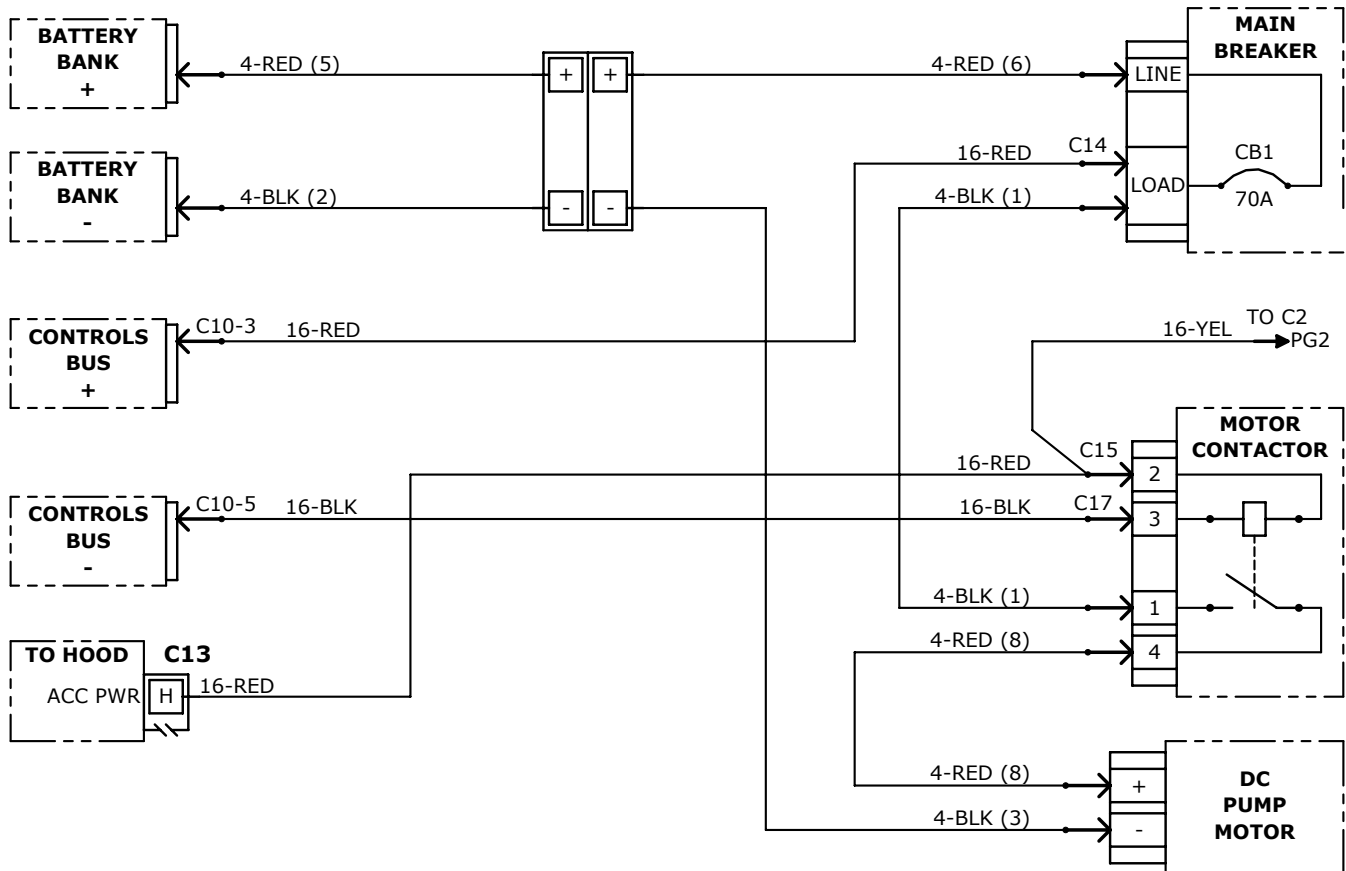 BATTERY
BANK
+
4-RED (5)
+ +
4-RED (6)
LINE
MAIN
BREAKER
BATTERY
BANK
-
4-BLK (2)
- -
16-RED
C14
LOAD
CB1
70A
4-BLK (1)
CONTROLS
BUS
+
C10-3
16-RED
16-YEL
TO C2
PG2
MOTOR
CONTACTOR
16-RED
C15
2
CONTROLS
BUS
-
C10-5
16-BLK
16-BLK
C17
3
4-BLK (1)
1
4-RED (8)
4
TO HOOD
C13
ACC PWR
H
16-RED
4-RED (8)
+
4-BLK (3)
-
DC
PUMP
MOTOR